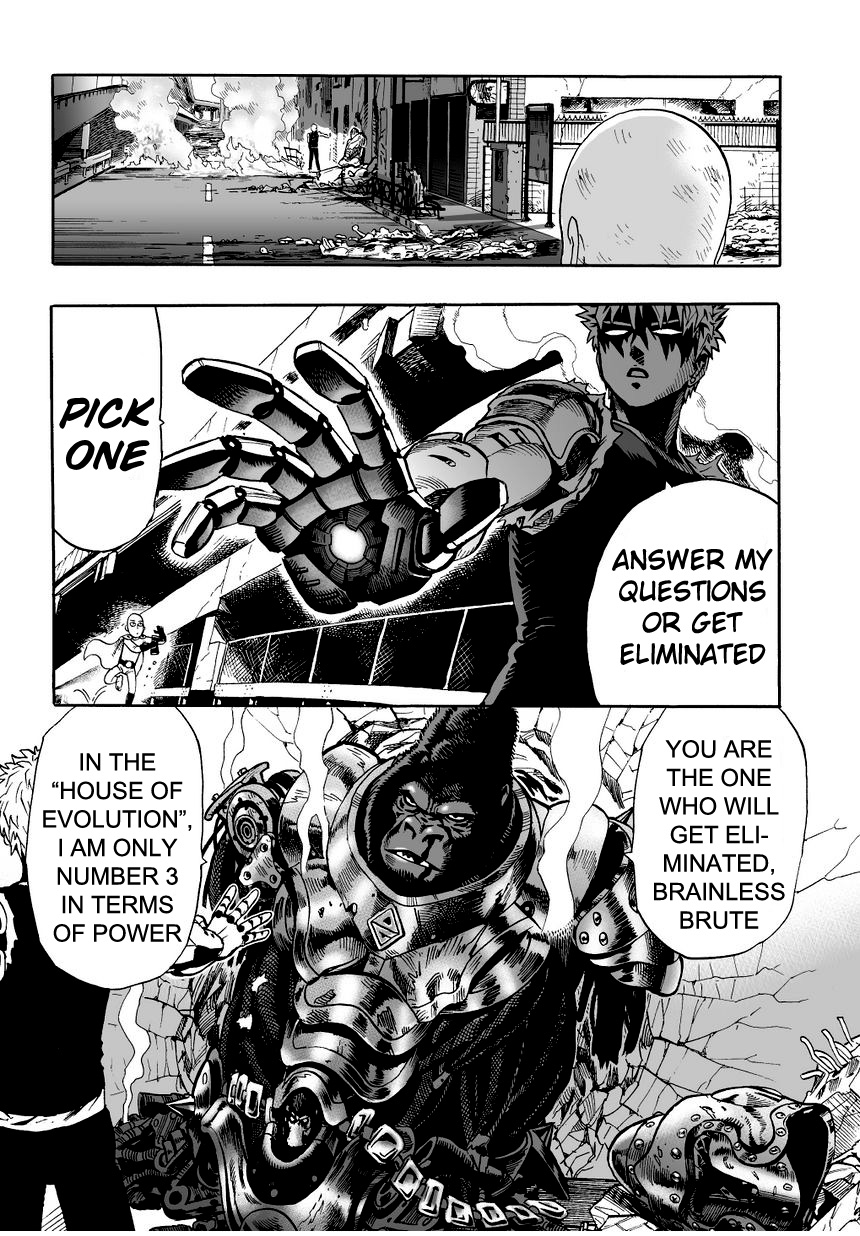 ANSWER MY
QUESTIONS
OR GET
ELIMINATED
PICK
ONE
YOU ARE
THE ONE
WHO WILL
GET ELI-
MINATED,
BRAINLESS
BRUTE
IN THE
“HOUSE OF
EVOLUTION”,
I AM ONLY
NUMBER 3
IN TERMS
OF POWER